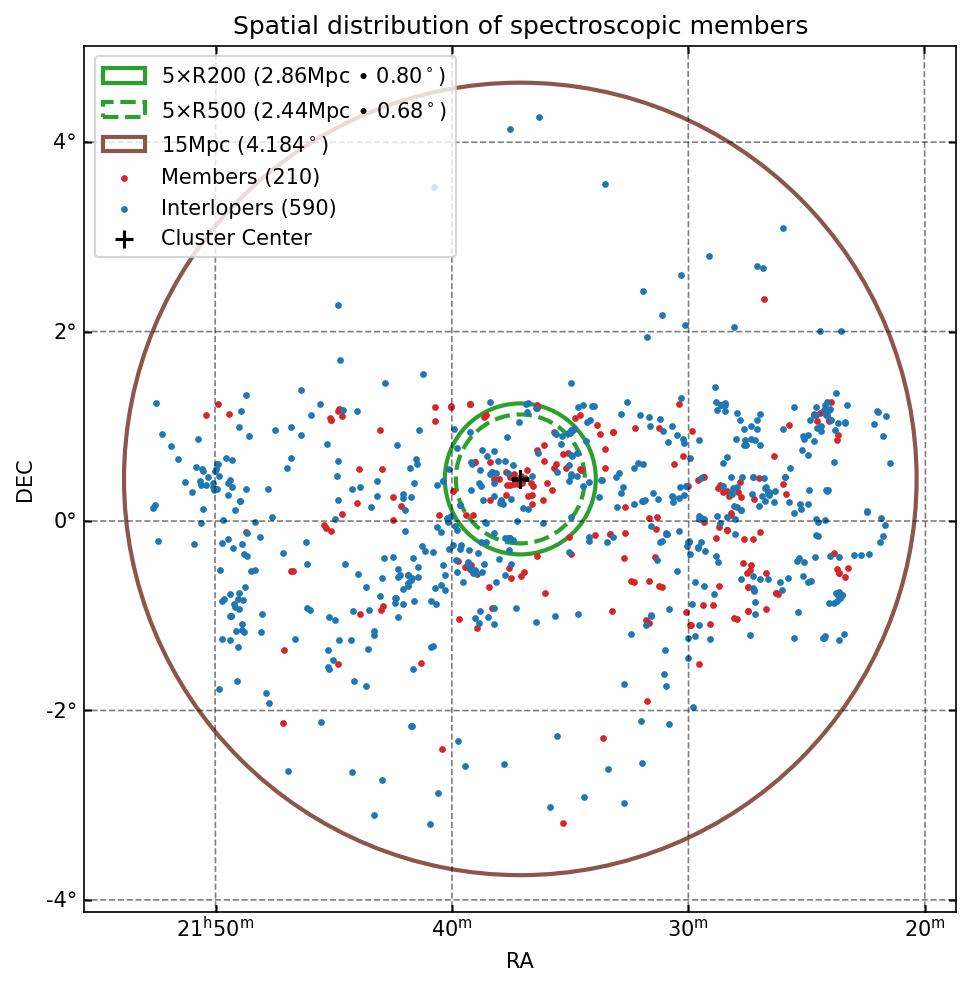 Spatial distribution of spectroscopic members
5×R200 (2.86Mpc • 0.80°)
5×R500 (2.44Mpc • 0.68°)
15Mpc (4.184°)
Members (210)
Interlopers (590)
Cluster Center
4°
2°
0°
-2°
-4°
DEC
21ʰ50ᵐ 40ᵐ 30ᵐ 20ᵐ
RA